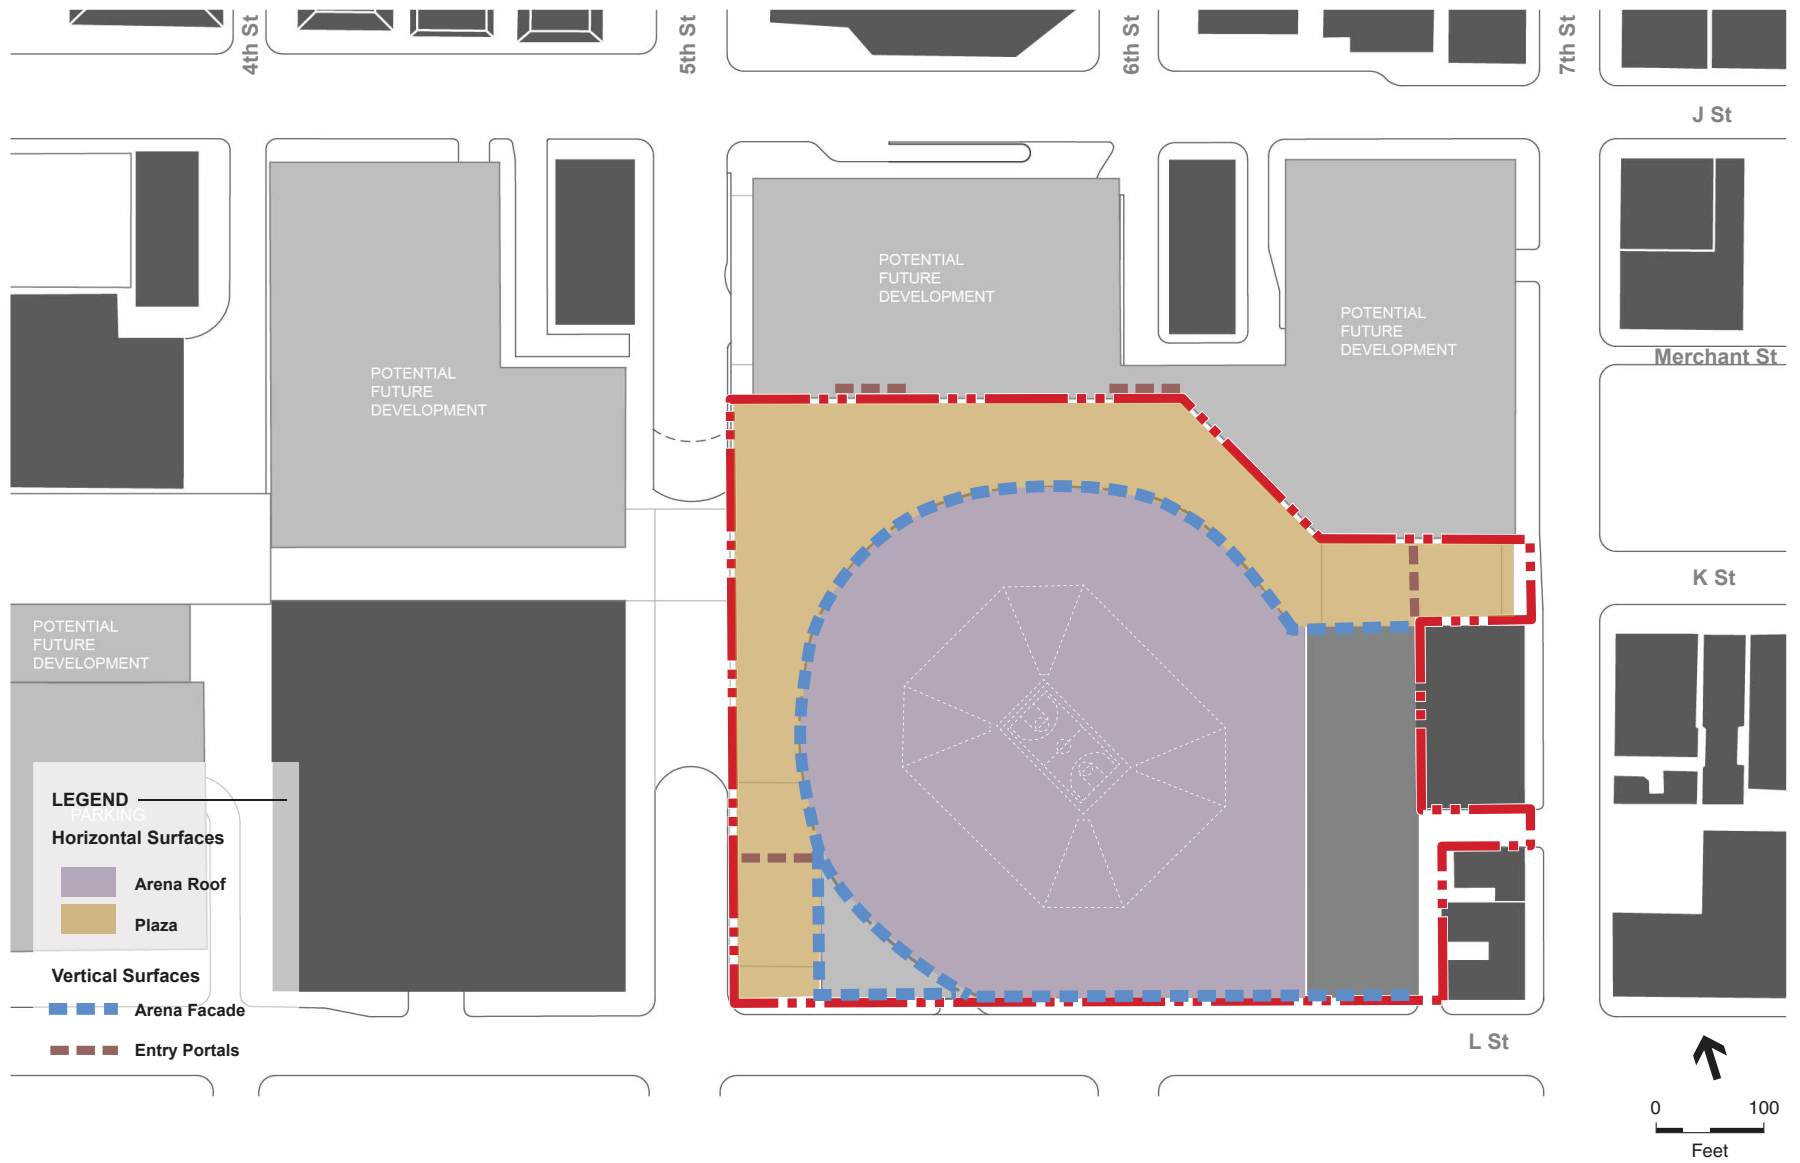 4th St
5th St
6th St
7th St
J St
POTENTIAL
FUTURE
DEVELOPMENT
POTENTIAL
FUTURE
DEVELOPMENT
POTENTIAL
FUTURE
DEVELOPMENT
Merchant St
K St
POTENTIAL
FUTURE
DEVELOPMENT
LEGEND
PARKING
Horizontal Surfaces
Arena Roof
Plaza
Vertical Surfaces
Arena Facade
Entry Portals
L St
0 100
Feet